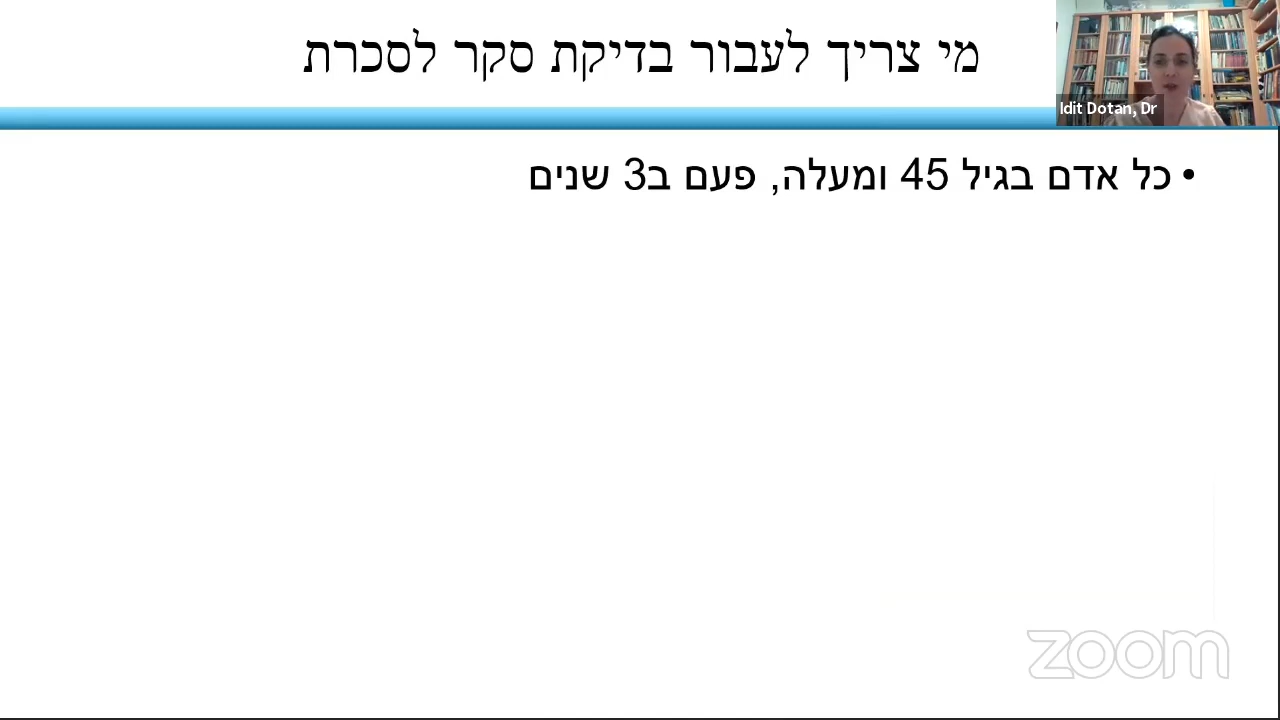 מי צריך לעבור בדיקת סקר לסכרת
Idit Dotan, Dr
• כל אדם בגיל 45 ומעלה, פעם ב3 שנים
zoom